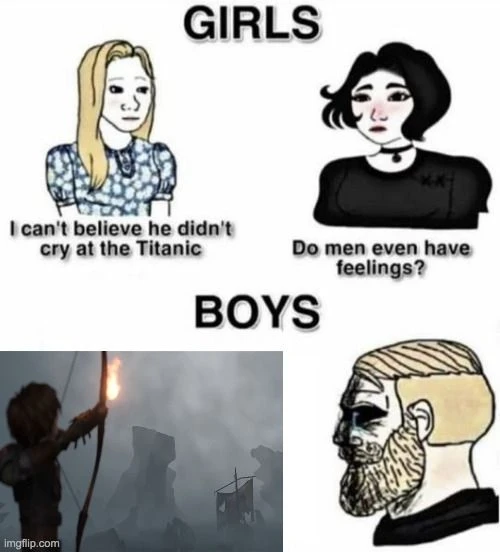 GIRLS
I can't believe he didn't
cry at the Titanic
Do men even have
feelings?
BOYS
imgflip.com